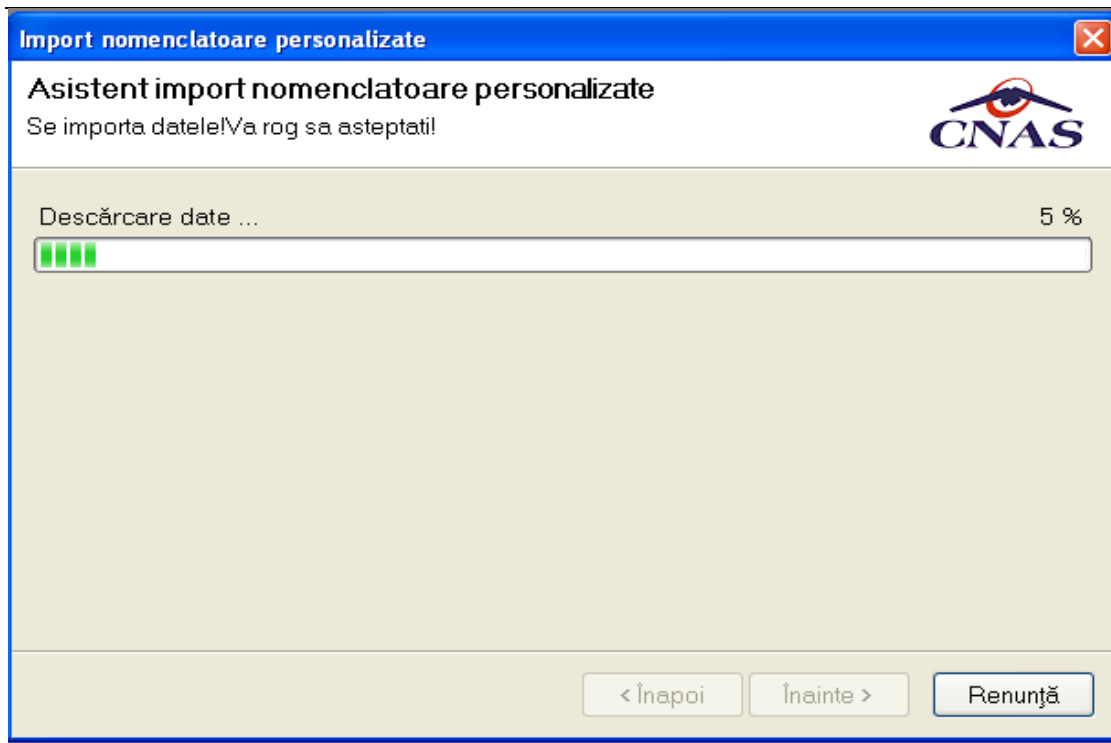 Import nomenclatoare personalizate
Asistent import nomenclatoare personalizate
Se importa datele!Va rog sa asteptati!
CNAS
Descărcare date ... 5 %
< Înapoi Înainte > Renunţă